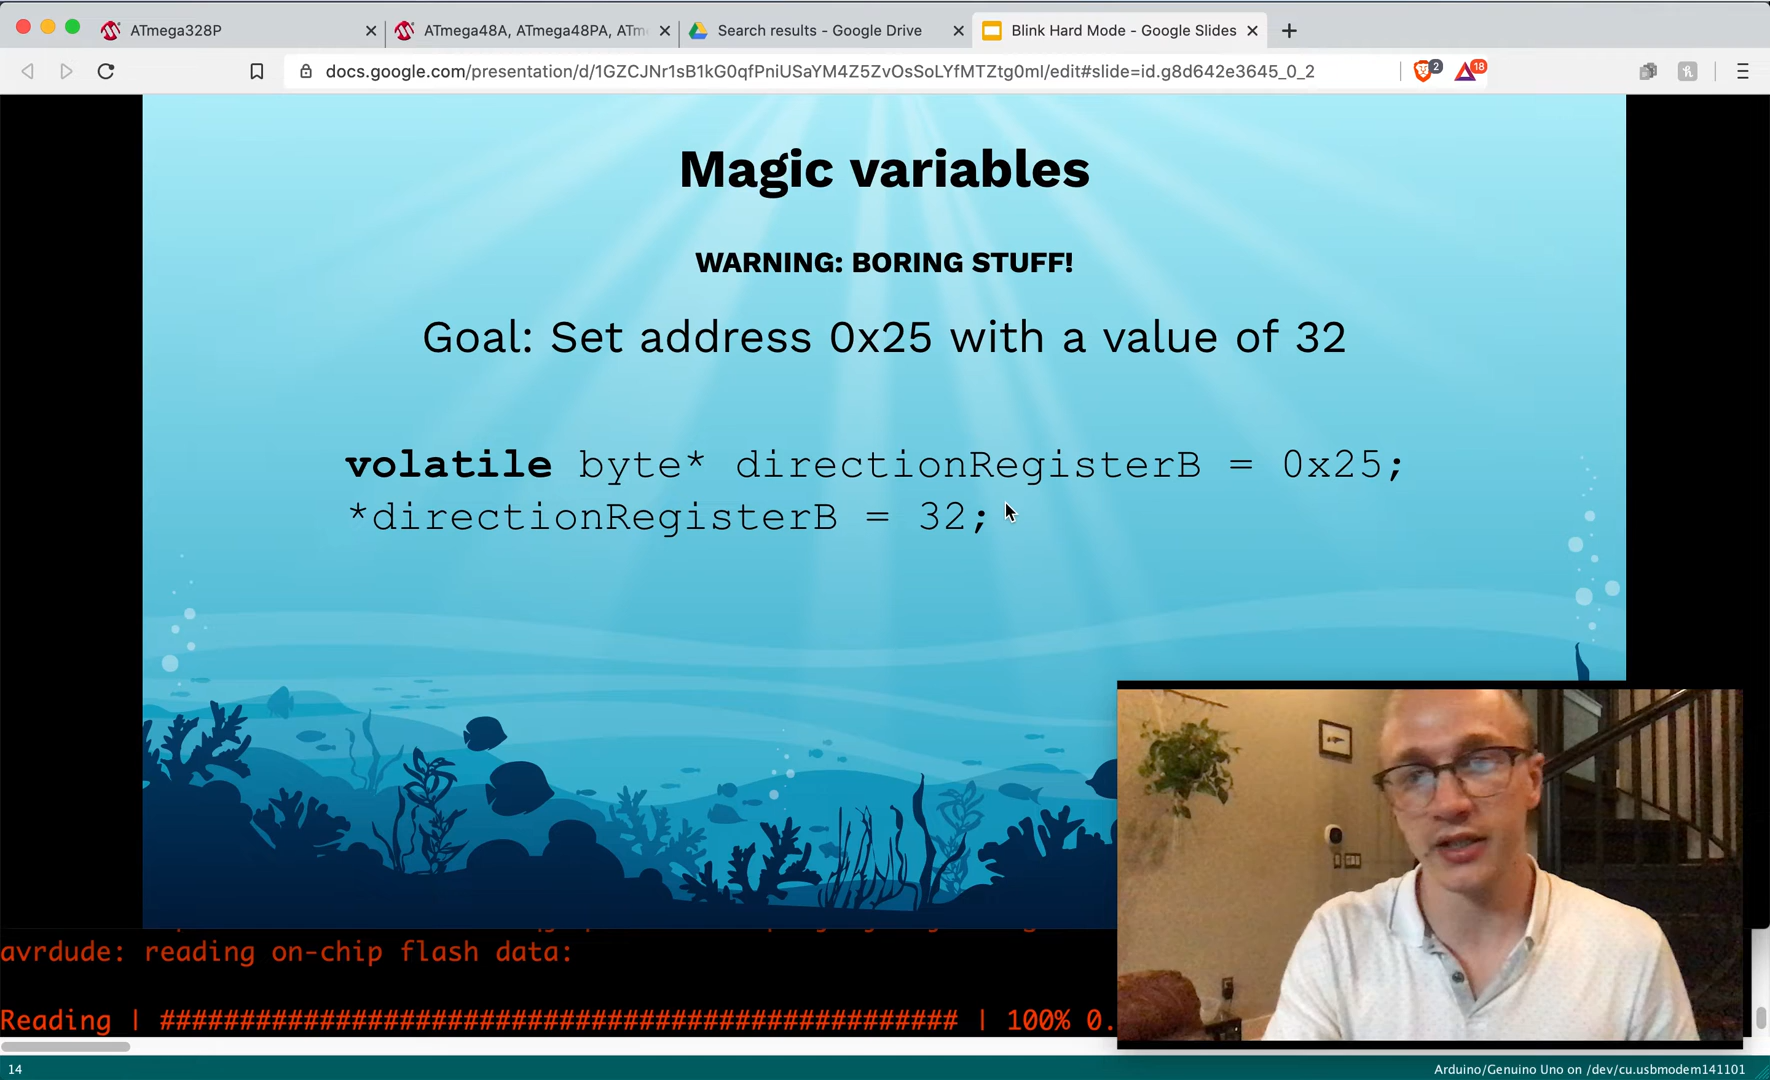 ATmega328P
ATmega48A, ATmega48PA, ATm
Search results - Google Drive
Blink Hard Mode - Google Slides
docs.google.com/presentation/d/1GZCJNr1sB1kG0qfPniUSaYM4Z5ZvOsSoLYfMTZtg0mI/edit#slide=id.g8d642e3645_0_2
2
18
Magic variables
WARNING: BORING STUFF!
Goal: Set address 0x25 with a value of 32
volatile byte* directionRegisterB = 0x25;
*directionRegisterB = 32;
avrdude: reading on-chip flash data:
Reading | ################################################## | 100% 0.
14
Arduino/Genuino Uno on /dev/cu.usbmodem141101